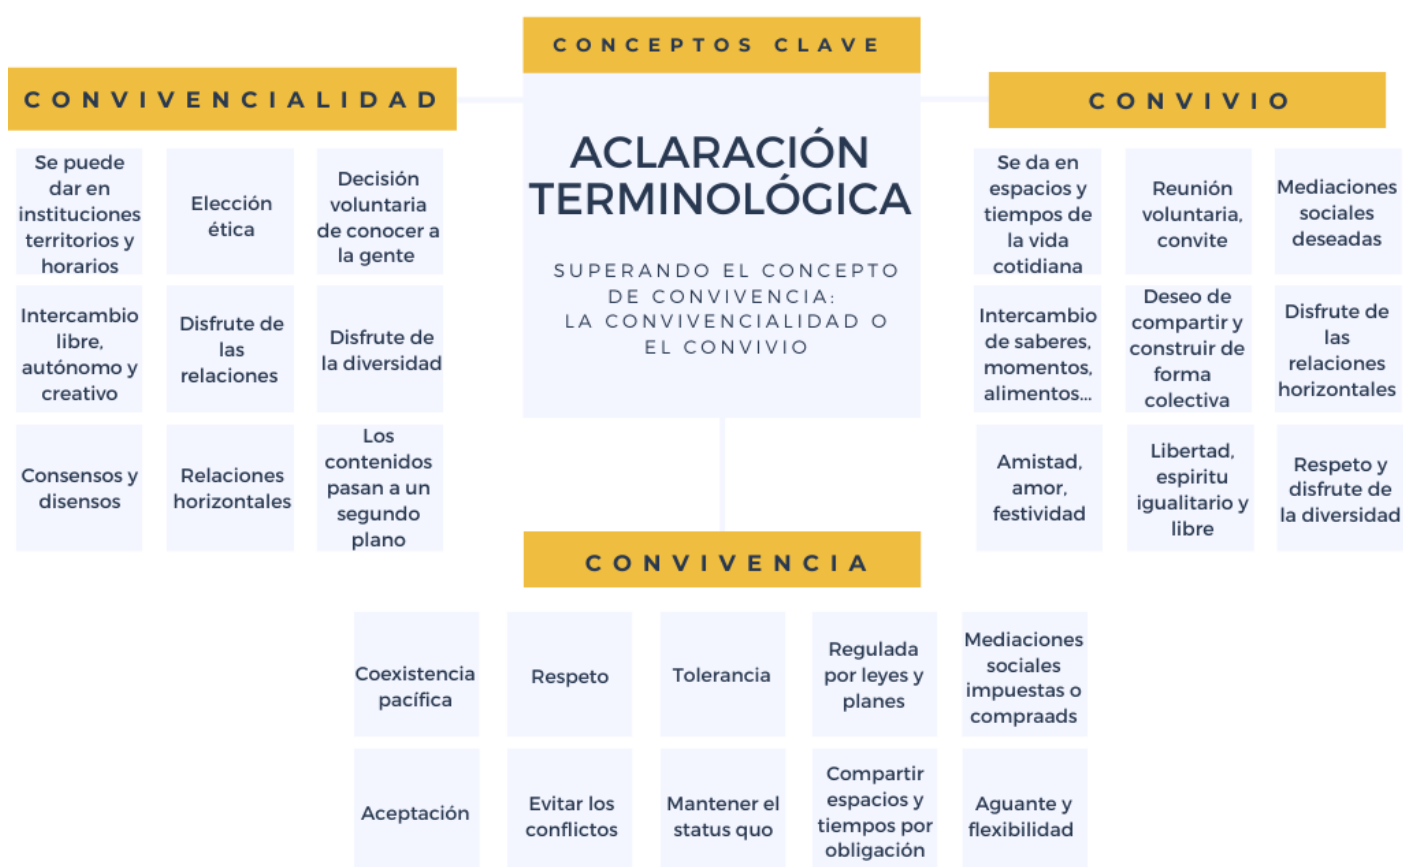 CONCEPTOS CLAVE
ACLARACIÓN
TERMINOLÓGICA
SUPERANDO EL CONCEPTO
DE CONVIVENCIA:
LA CONVIVENCIALIDAD O
EL CONVIVIO
CONVIVENCIALIDAD
Se puede
dar en
instituciones
territorios y
horarios
Elección
ética
Decisión
voluntaria
de conocer a
la gente
Intercambio
libre,
autónomo y
creativo
Disfrute de
las
relaciones
Disfrute de
la diversidad
Consensos y
disensos
Relaciones
horizontales
Los
contenidos
pasan a un
segundo
plano
CONVIVIO
Se da en
espacios y
tiempos de
la vida
cotidiana
Reunión
voluntaria,
convite
Mediaciones
sociales
deseadas
Intercambio
de saberes,
momentos,
alimentos...
Deseo de
compartir y
construir de
forma
colectiva
Disfrute de
las
relaciones
horizontales
Amistad,
amor,
festividad
Libertad,
espiritu
igualitario y
libre
Respeto y
disfrute de
la diversidad
CONVIVENCIA
Coexistencia
pacífica
Respeto
Tolerancia
Regulada
por leyes y
planes
Mediaciones
sociales
impuestas o
compraads
Aceptación
Evitar los
conflictos
Mantener el
status quo
Compartir
espacios y
tiempos por
obligación
Aguante y
flexibilidad